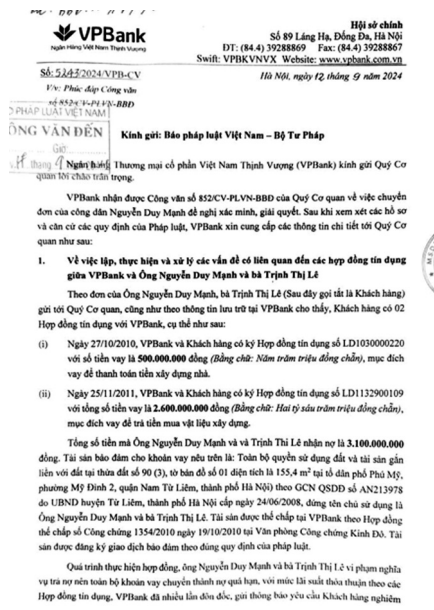 VPBank
Ngân Hàng Việt Nam Thịnh Vượng
Hội sở chính
Số 89 Láng Hạ, Đống Đa, Hà Nội
ĐT: (84.4) 39288869 Fax: (84.4) 39288867
Swift: VPBKVNVX Website: www.vpbank.com.vn
Số: 5243/2024/VPB-CV
Hà Nội, ngày 12 tháng 9 năm 2024
V/v: Phúc đáp Công văn
số 852/CV-PLVN-BBĐ
O PHÁP LUẬT VIỆT NAM
ÔNG VĂN ĐẾN
Giờ
tháng 9
Kính gửi: Báo pháp luật Việt Nam – Bộ Tư Pháp
Ngân hàng Thương mại cổ phần Việt Nam Thịnh Vượng (VPBank) kính gửi Quý Cơ
quan lời chào trân trọng.
VPBank nhận được Công văn số 852/CV-PLVN-BBĐ của Quý Cơ quan về việc chuyển
đơn của công dân Nguyễn Duy Mạnh đề nghị xác minh, giải quyết. Sau khi xem xét các hồ sơ
và căn cứ các quy định của Pháp luật, VPBank xin cung cấp các thông tin chi tiết tới Quý Cơ
quan như sau:
1. Về việc lập, thực hiện và xử lý các vấn đề có liên quan đến các hợp đồng tín dụng
giữa VPBank và Ông Nguyễn Duy Mạnh và bà Trịnh Thị Lê
Theo đơn của Ông Nguyễn Duy Mạnh, bà Trịnh Thị Lê (Sau đây gọi tắt là Khách hàng)
gửi tới Quý Cơ quan, cũng như theo thông tin lưu trữ tại VPBank cho thấy, Khách hàng có 02
Hợp đồng tín dụng với VPBank, cụ thể như sau:
(i) Ngày 27/10/2010, VPBank và Khách hàng có ký Hợp đồng tín dụng số LD1030000220
với số tiền vay là 500.000.000 đồng (Bằng chữ: Năm trăm triệu đồng chẵn), mục đích
vay để thanh toán tiền xây dựng nhà.
(ii) Ngày 25/11/2011, VPBank và Khách hàng có ký Hợp đồng tín dụng số LD1132900109
với tổng số tiền vay là 2.600.000.000 đồng (Bằng chữ: Hai tỷ sáu trăm triệu đồng chẵn),
mục đích vay để trả tiền mua vật liệu xây dựng.
Tổng số tiền mà Ông Nguyễn Duy Mạnh và và Trịnh Thị Lê nhận nợ là 3.100.000.000
đồng. Tài sản bảo đảm cho khoản vay nêu trên là: Toàn bộ quyền sử dụng đất và tài sản gắn
liền với đất tại thửa đất số 90 (3), tờ bản đồ số 01 diện tích là 155,4 m² tại tổ dân phố Phú Mỹ,
phường Mỹ Đình 2, quận Nam Từ Liêm, thành phố Hà Nội) theo GCN QSDĐ số AN213978
do UBND huyện Từ Liêm, thành phố Hà Nội cấp ngày 24/06/2008, đứng tên chủ sử dụng là
Ông Nguyễn Duy Mạnh và bà Trịnh Thị Lê. Tài sản được thế chấp tại VPBank theo Hợp đồng
thế chấp số Công chứng 1354/2010 ngày 19/10/2010 tại Văn phòng Công chứng Kinh Đô. Tài
sản được đăng ký giao dịch bảo đảm theo đúng quy định của pháp luật.
Quá trình thực hiện hợp đồng, ông Nguyễn Duy Mạnh và bà Trịnh Thị Lê vi phạm nghĩa
vụ trả nợ nên toàn bộ khoản vay chuyển thành nợ quá hạn, với mức lãi suất thỏa thuận theo các
Hợp đồng tín dụng, VPBank đã nhiều lần đôn đốc, gửi thông báo yêu cầu Khách hàng nghiêm